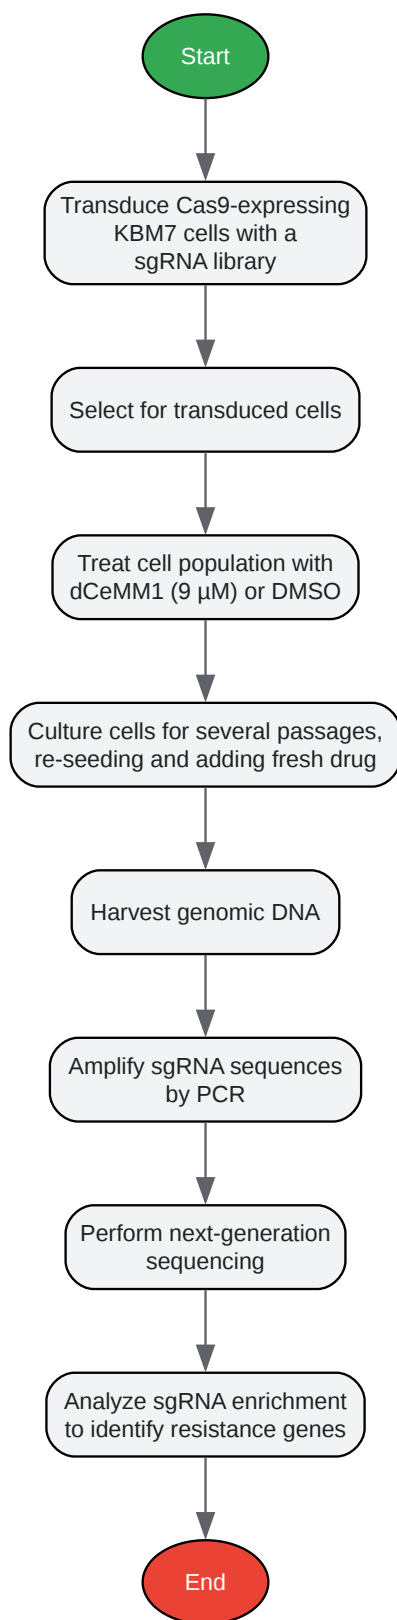 Start
Transduce Cas9-expressing
KBM7 cells with a
sgRNA library
Select for transduced cells
Treat cell population with
dCeMM1 (9 µM) or DMSO
Culture cells for several passages,
re-seeding and adding fresh drug
Harvest genomic DNA
Amplify sgRNA sequences
by PCR
Perform next-generation
sequencing
Analyze sgRNA enrichment
to identify resistance genes
End